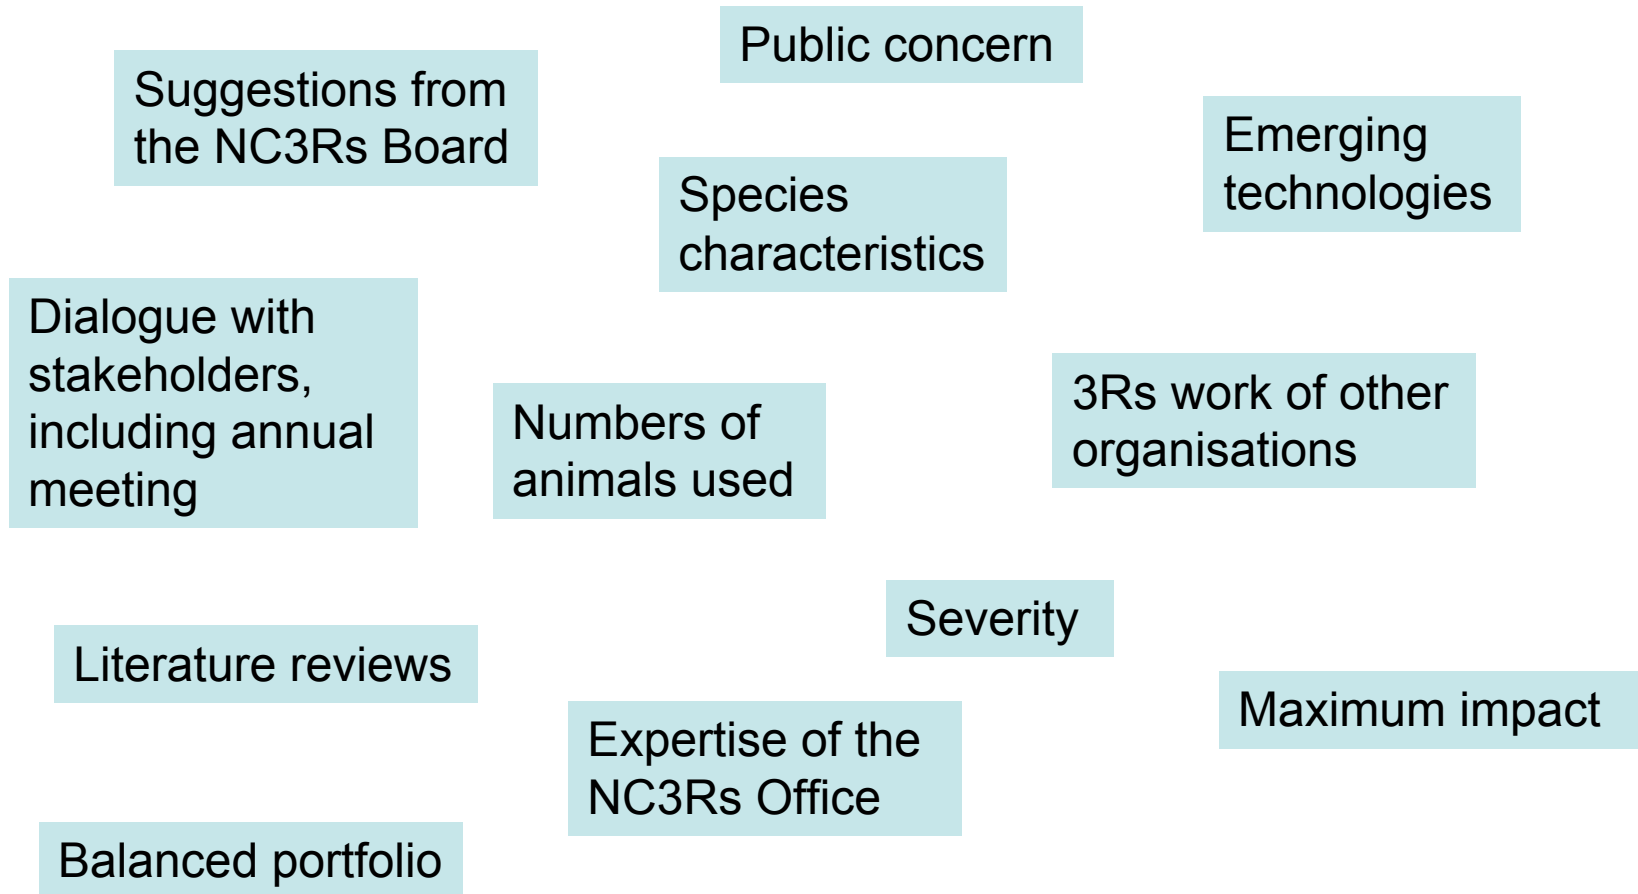 Public concern
Suggestions from
the NC3Rs Board
Emerging
technologies
Species
characteristics
Dialogue with
stakeholders,
including annual
meeting
3Rs work of other
organisations
Numbers of
animals used
Severity
Literature reviews
Maximum impact
Expertise of the
NC3Rs Office
Balanced portfolio